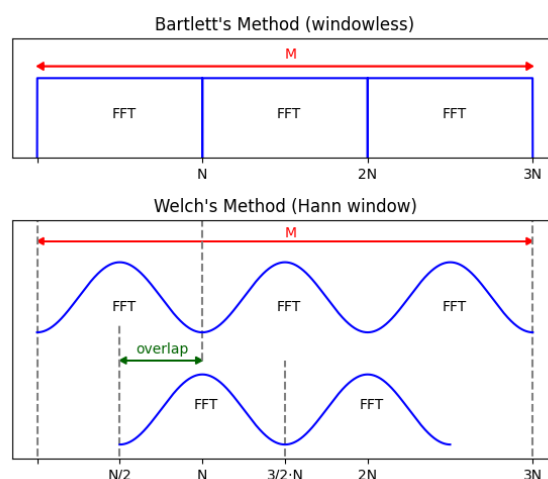 Bartlett's Method (windowless)
M
FFT FFT FFT
N 2N 3N
Welch's Method (Hann window)
M
FFT FFT FFT
overlap
FFT FFT
N/2 N 3/2·N 2N 3N